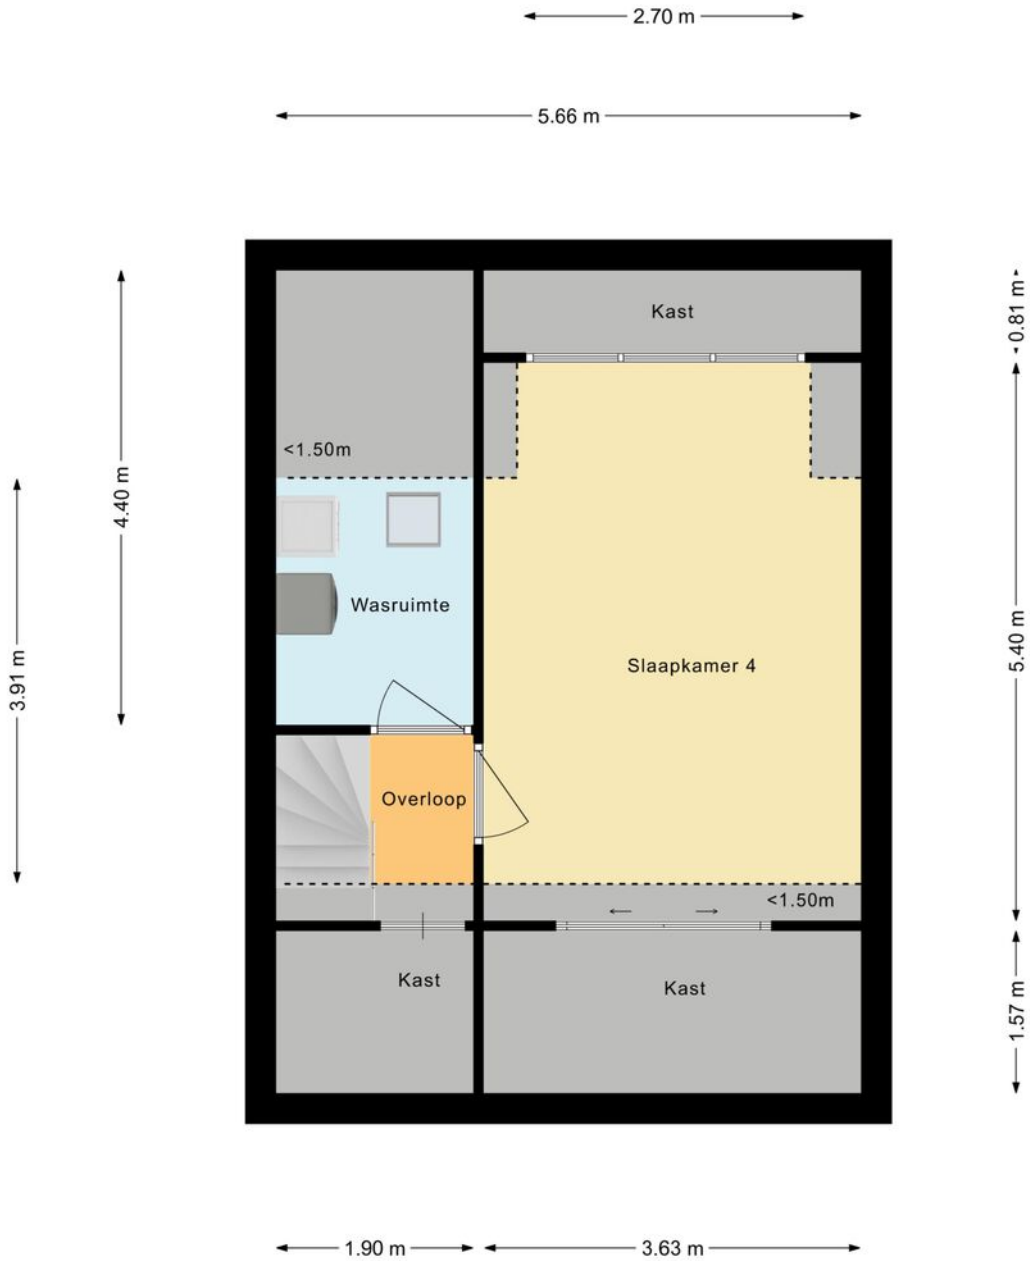 2.70 m
5.66 m
0.81 m
Kast
<1.50m
4.40 m
Wasruimte
5.40 m
Slaapkamer 4
3.91 m
Overloop
<1.50m
Kast
Kast
1.57 m
1.90 m
3.63 m